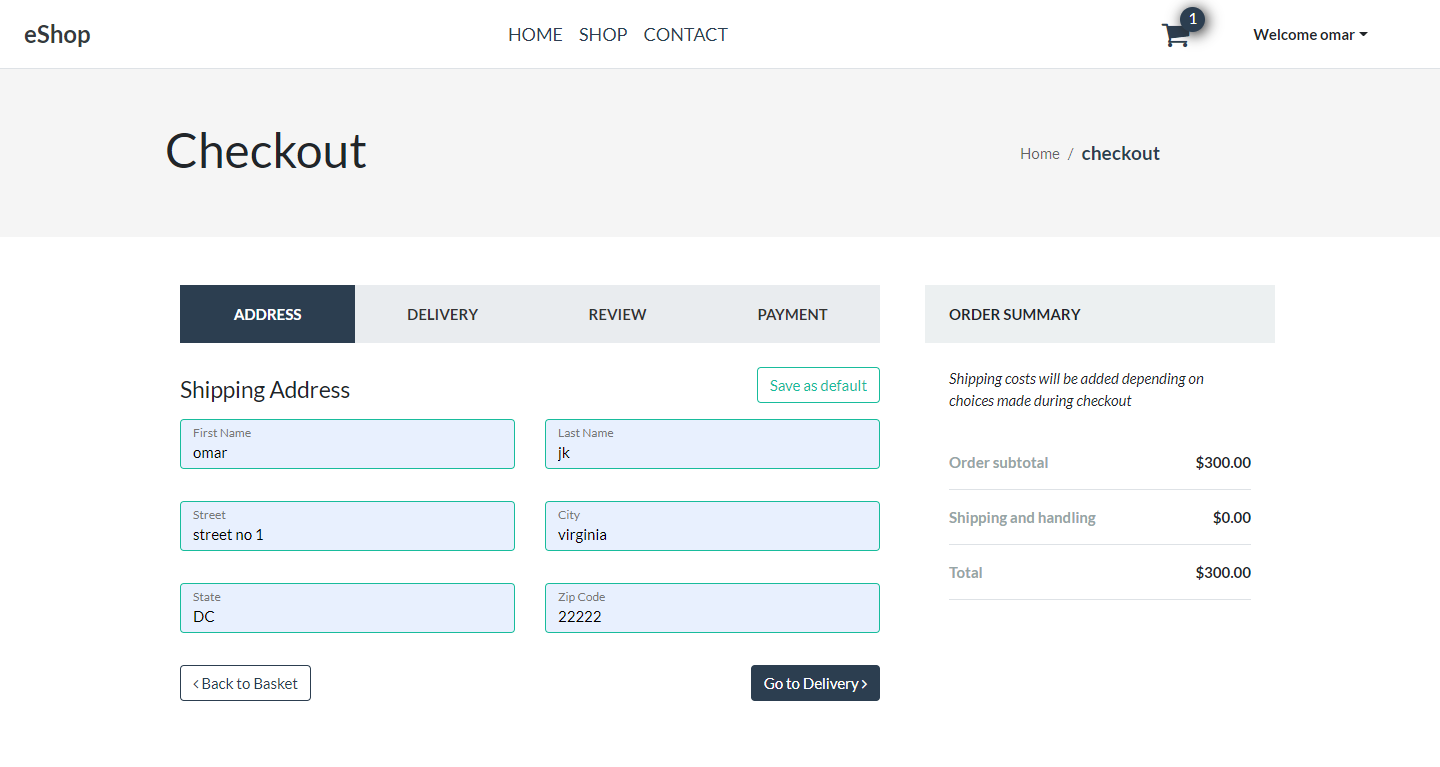 eShop
HOME SHOP CONTACT
1
Welcome omar
Checkout
Home / checkout
ADDRESS DELIVERY REVIEW PAYMENT
Shipping Address
Save as default
First Name
omar
Last Name
jk
Street
street no 1
City
virginia
State
DC
Zip Code
22222
‹ Back to Basket
Go to Delivery ›
ORDER SUMMARY
Shipping costs will be added depending on
choices made during checkout
Order subtotal $300.00
Shipping and handling $0.00
Total $300.00